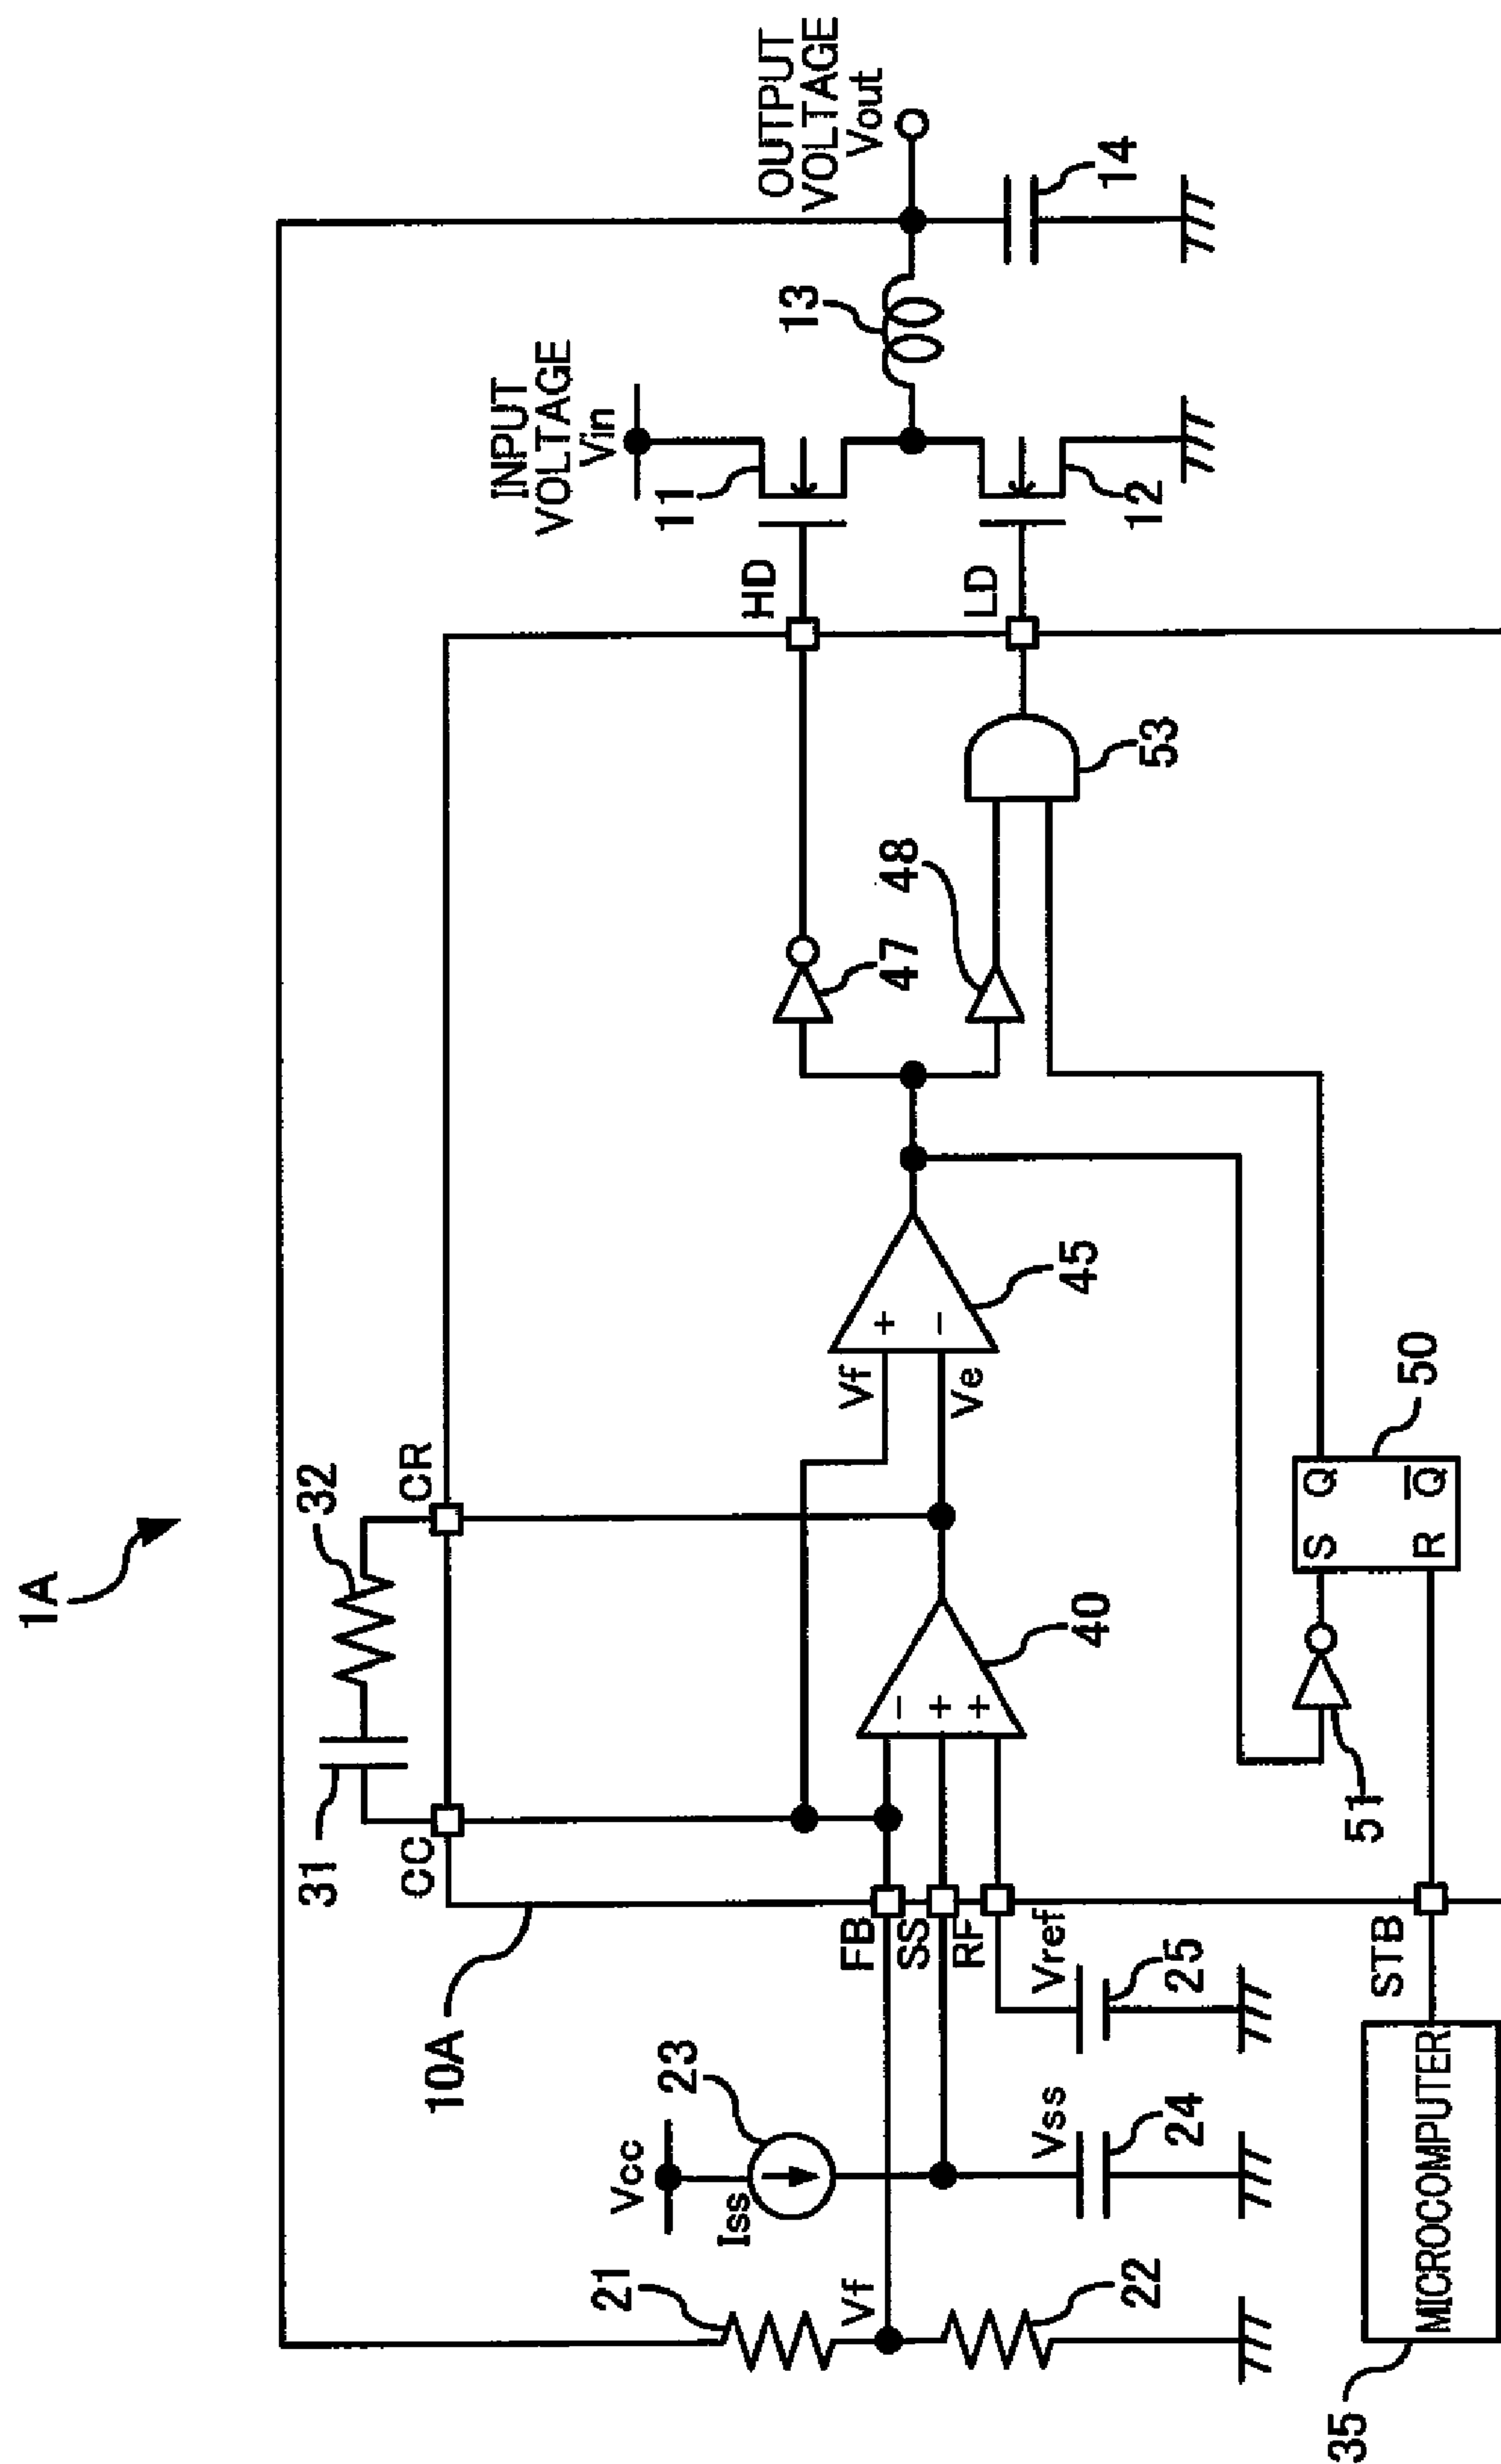 1A
31
32
CC
CR
10A
INPUT
VOLTAGE
Vin
OUTPUT
VOLTAGE
Vout
Vcc
23
Iss
21
Vf
22
FB
SS
RF
Vss
24
Vref
25
-
+
+
40
Vf
Ve
+
-
45
47
48
53
HD
LD
11
12
13
14
51
S
Q
R
Q̅
50
STB
MICROCOMPUTER
35